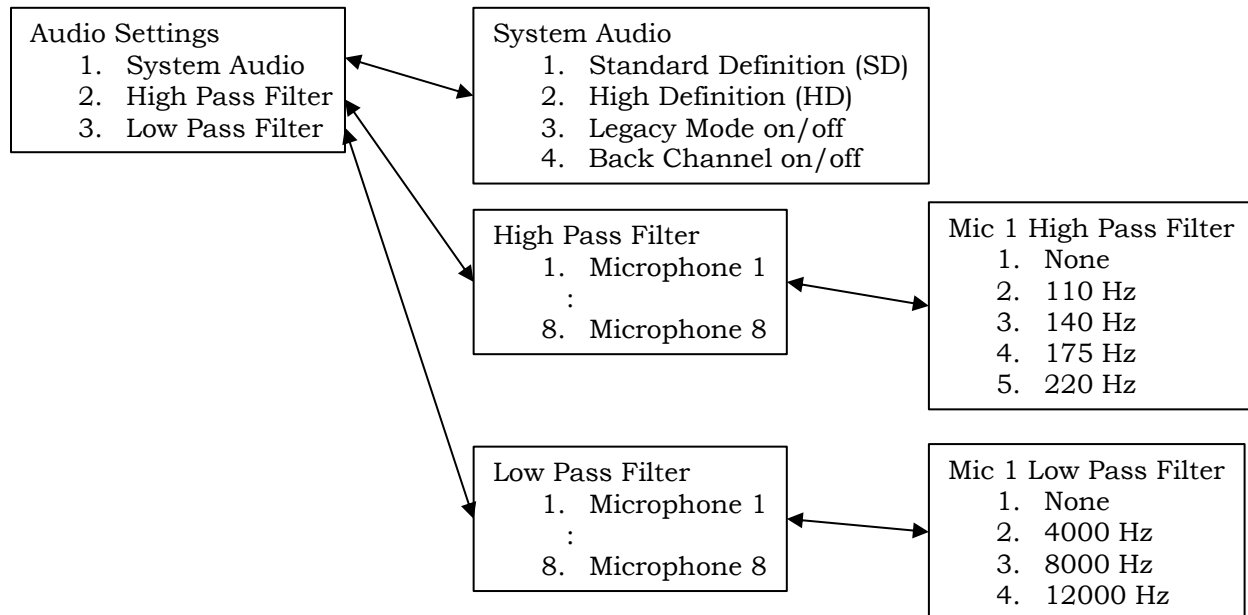 Audio Settings
1. System Audio
2. High Pass Filter
3. Low Pass Filter
System Audio
1. Standard Definition (SD)
2. High Definition (HD)
3. Legacy Mode on/off
4. Back Channel on/off
High Pass Filter
1. Microphone 1
:
8. Microphone 8
Mic 1 High Pass Filter
1. None
2. 110 Hz
3. 140 Hz
4. 175 Hz
5. 220 Hz
Low Pass Filter
1. Microphone 1
:
8. Microphone 8
Mic 1 Low Pass Filter
1. None
2. 4000 Hz
3. 8000 Hz
4. 12000 Hz